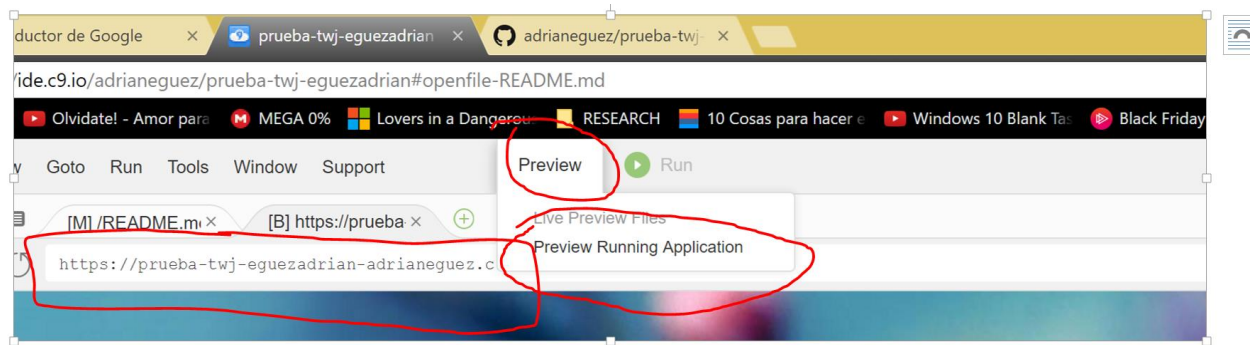 ductor de Google × prueba-twj-eguezadrian × adrianeguez/prueba-twj- ×
/ide.c9.io/adrianeguez/prueba-twj-eguezadrian#openfile-README.md
Olvidate! - Amor para MEGA 0% Lovers in a Dangerou RESEARCH 10 Cosas para hacer e Windows 10 Blank Tas Black Friday
w Goto Run Tools Window Support Preview Run
[M] /README.m × [B] https://prueba × Live Preview Files
Preview Running Application
https://prueba-twj-eguezadrian-adrianeguez.c